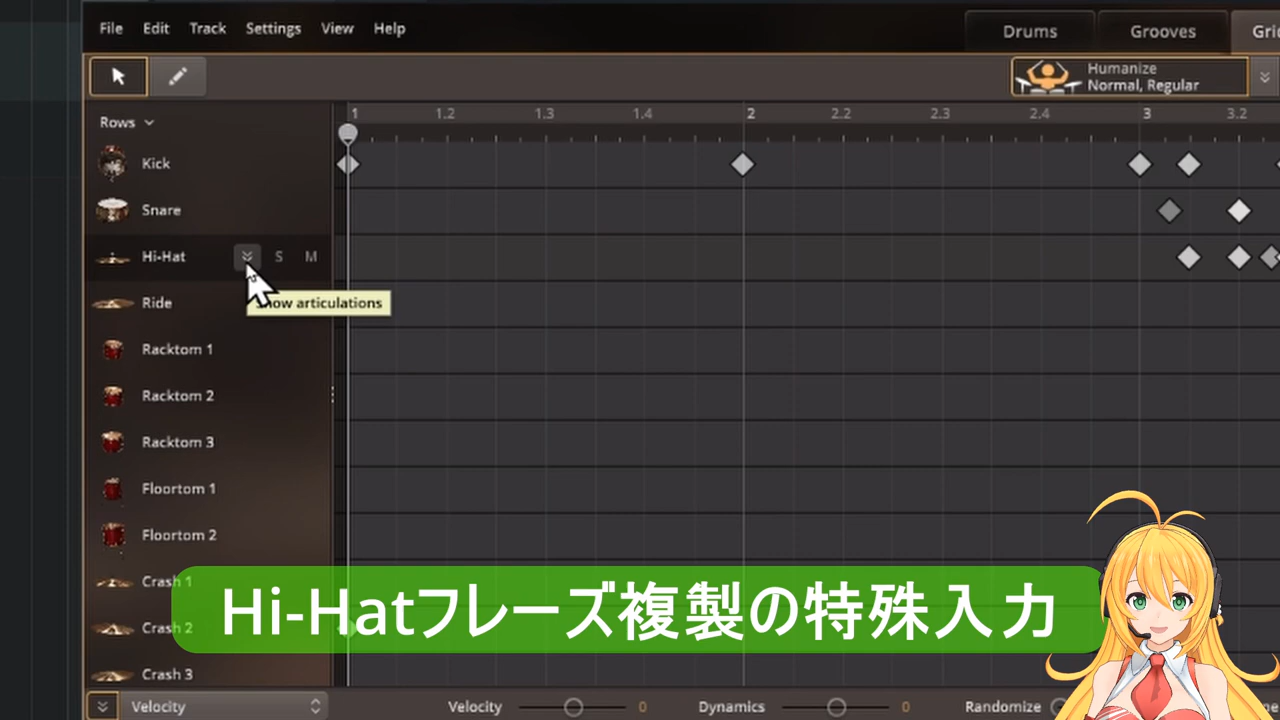 File Edit Track Settings View Help
Drums Grooves
Humanize
Normal, Regular
Rows
1 1.2 1.3 1.4 2 2.2 2.3 2.4 3 3.2
Kick
Snare
Hi-Hat S M
Ride
Show articulations
Racktom 1
Racktom 2
Racktom 3
Floortom 1
Floortom 2
Crash 1
Hi-Hatフレーズ複製の特殊入力
Crash 2
Crash 3
Velocity Velocity 0 Dynamics 0 Randomize